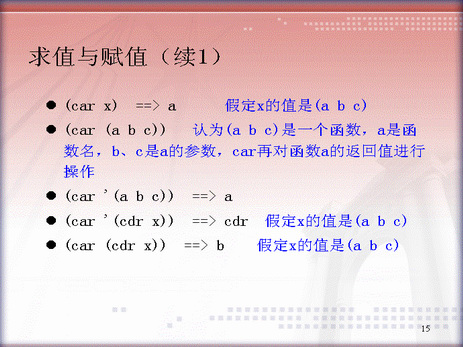 求值与赋值（续1）
● (car x) ==> a 假定x的值是(a b c)
● (car (a b c)) 认为(a b c)是一个函数，a是函
数名，b、c是a的参数，car再对函数a的返回值进行
操作
● (car ’(a b c)) ==> a
● (car ’(cdr x)) ==> cdr 假定x的值是(a b c)
● (car (cdr x)) ==> b 假定x的值是(a b c)
15